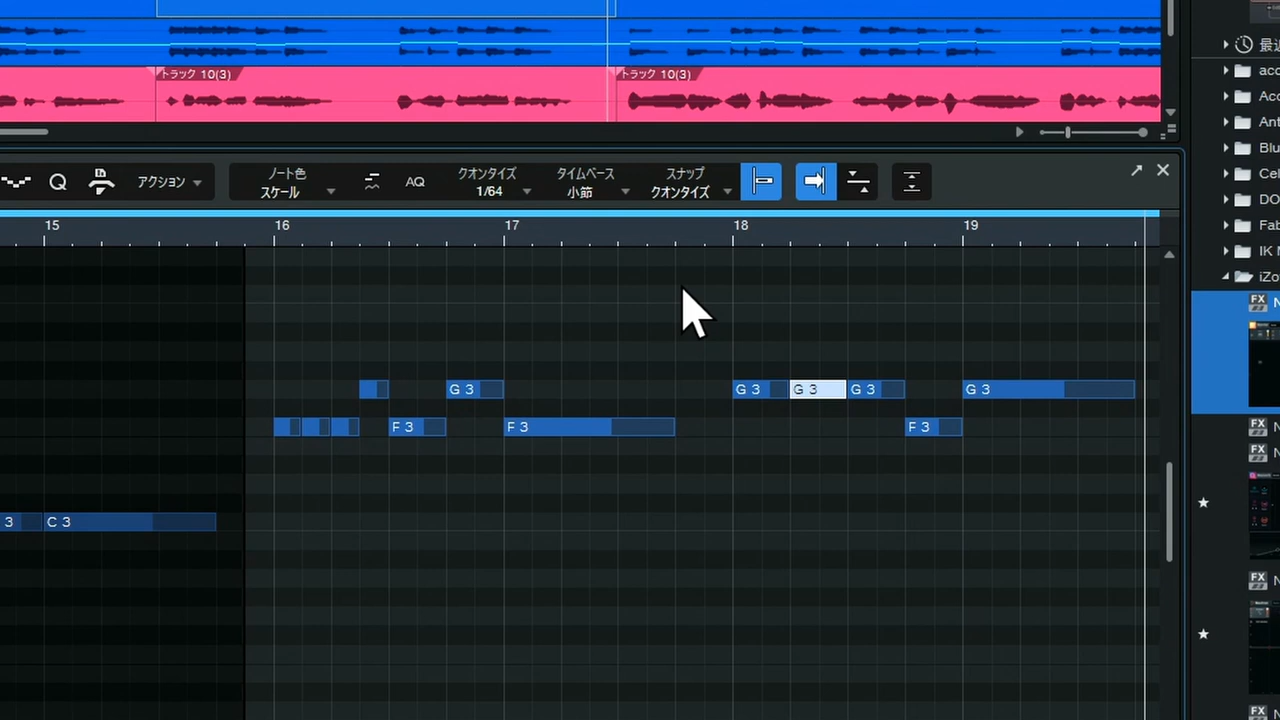 トラック 10(3)
トラック 10(3)
最近
acc
Acc
Ant
Blu
Cel
DO
Fab
IK M
iZo
FX
N
FX
N
FX
N
FX
N
FX
N
Q
アクション
ノート色
スケール
AQ
クオンタイズ
1/64
タイムベース
小節
スナップ
クオンタイズ
15
16
17
18
19
G 3
G 3
G 3
G 3
G 3
F 3
F 3
F 3
3
C 3